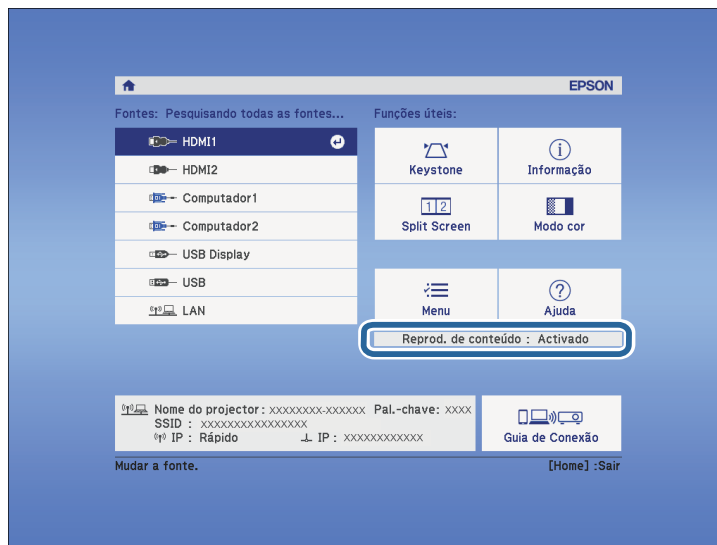 EPSON
Fontes: Pesquisando todas as fontes...
HDMI1
HDMI2
Computador1
Computador2
USB Display
USB
LAN
Funções úteis:
Keystone
Informação
1 2
Split Screen
Modo cor
Menu
Ajuda
Reprod. de conteúdo : Activado
Nome do projector : xxxxxxxx-xxxxxx Pal.-chave: xxxx
SSID : xxxxxxxxxxxxxxxx
IP : Rápido IP : xxxxxxxxxxxx
Guia de Conexão
Mudar a fonte.
[Home] :Sair